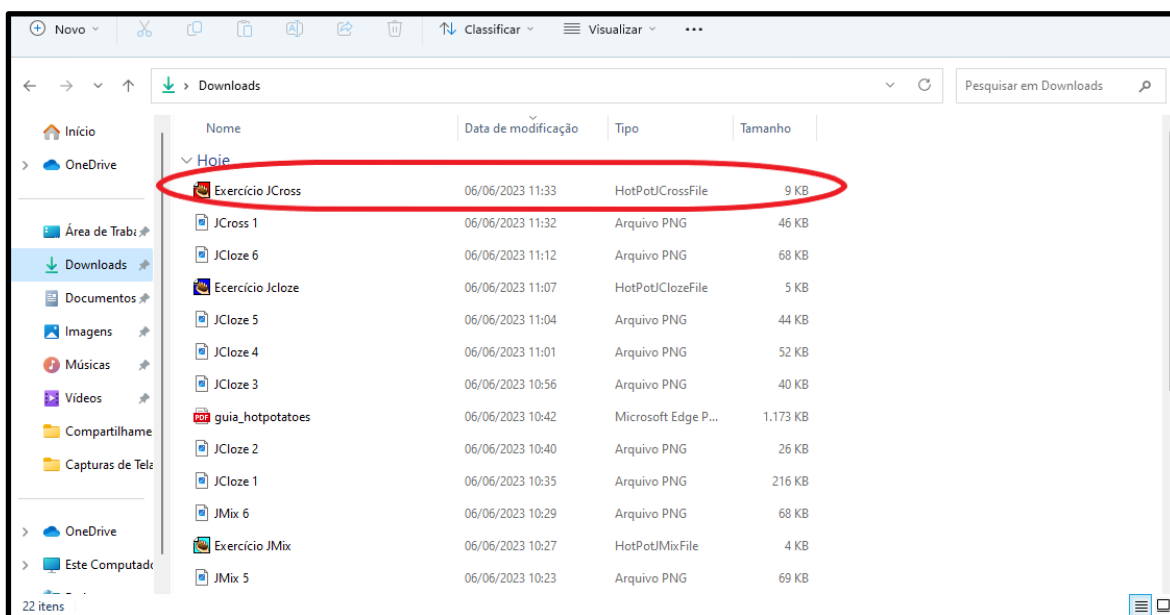 Novo
Classificar
Visualizar
Downloads
Pesquisar em Downloads
Início
OneDrive
Área de Traba
Downloads
Documentos
Imagens
Músicas
Vídeos
Compartilhame
Capturas de Tela
OneDrive
Este Computado
Nome Data de modificação Tipo Tamanho
Hoje
Exercício JCross 06/06/2023 11:33 HotPotJCrossFile 9 KB
JCross 1 06/06/2023 11:32 Arquivo PNG 46 KB
JCloze 6 06/06/2023 11:12 Arquivo PNG 68 KB
Ecercício Jcloze 06/06/2023 11:07 HotPotJClozeFile 5 KB
JCloze 5 06/06/2023 11:04 Arquivo PNG 44 KB
JCloze 4 06/06/2023 11:01 Arquivo PNG 52 KB
JCloze 3 06/06/2023 10:56 Arquivo PNG 40 KB
PDF guia_hotpotatoes 06/06/2023 10:42 Microsoft Edge P... 1.173 KB
JCloze 2 06/06/2023 10:40 Arquivo PNG 26 KB
JCloze 1 06/06/2023 10:35 Arquivo PNG 216 KB
JMix 6 06/06/2023 10:29 Arquivo PNG 68 KB
Exercício JMix 06/06/2023 10:27 HotPotJMixFile 4 KB
JMix 5 06/06/2023 10:23 Arquivo PNG 69 KB
22 itens